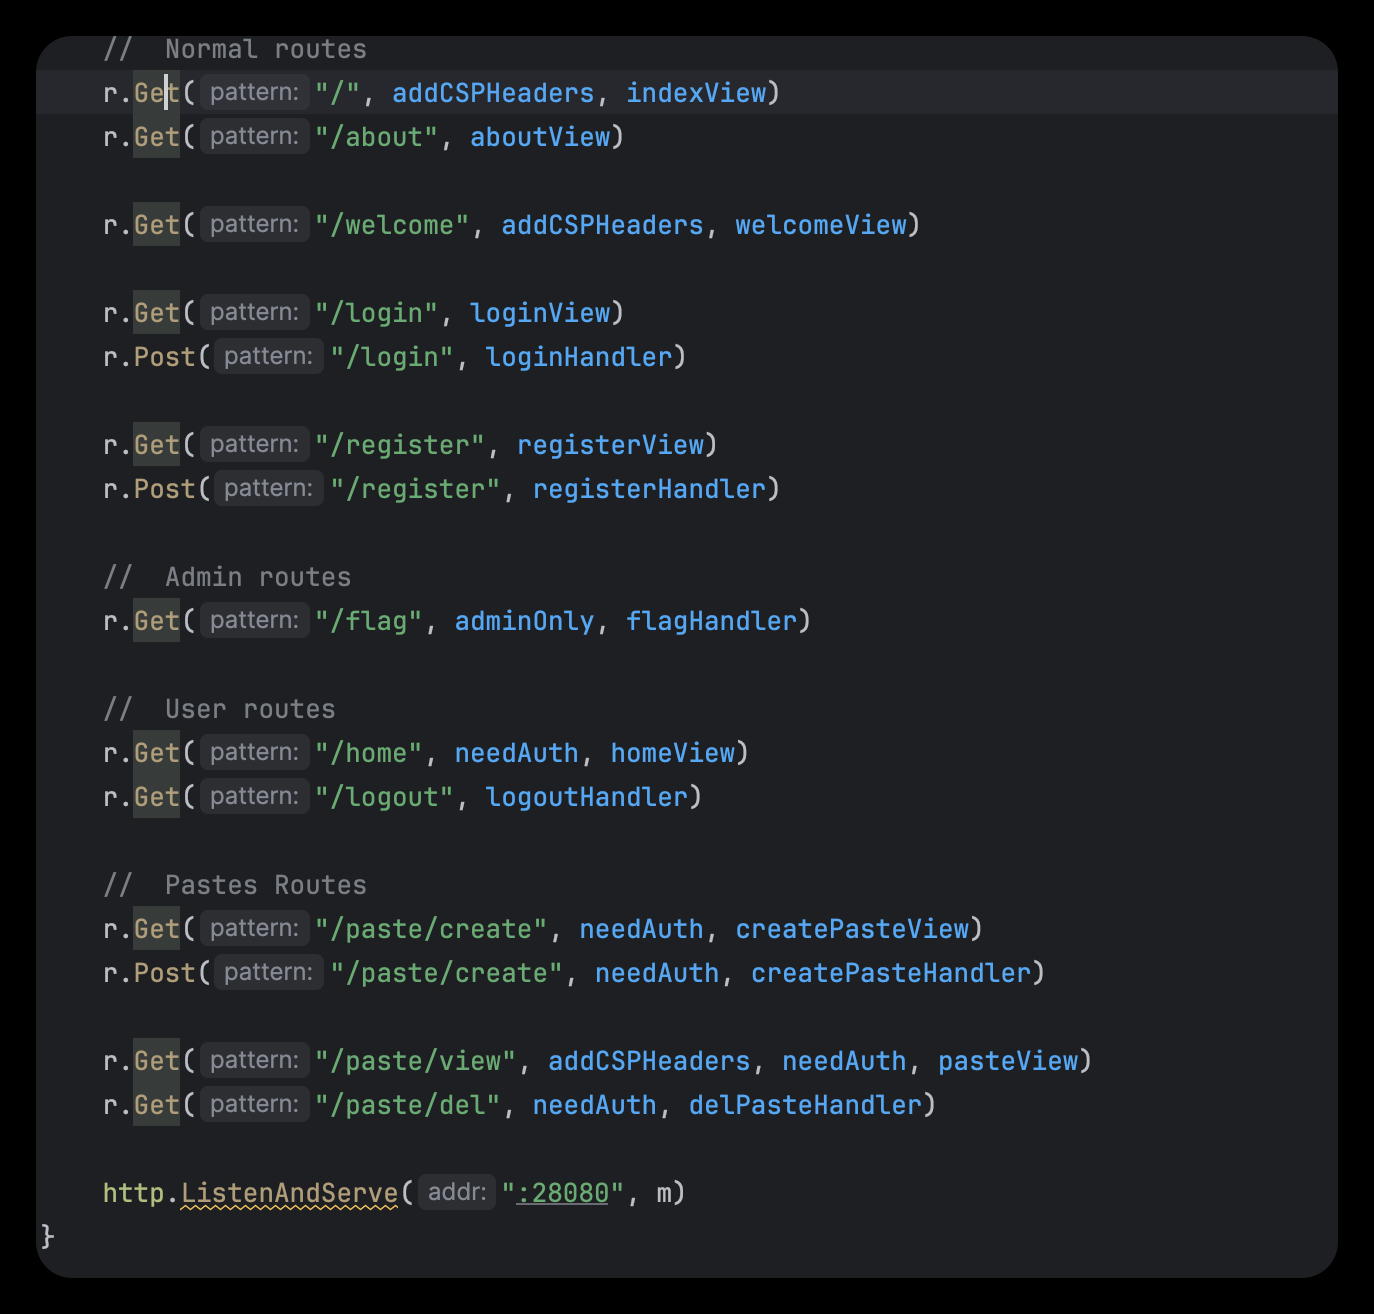 //  Normal routes
r.Get( pattern: "/", addCSPHeaders, indexView)
r.Get( pattern: "/about", aboutView)
r.Get( pattern: "/welcome", addCSPHeaders, welcomeView)
r.Get( pattern: "/login", loginView)
r.Post( pattern: "/login", loginHandler)
r.Get( pattern: "/register", registerView)
r.Post( pattern: "/register", registerHandler)
//  Admin routes
r.Get( pattern: "/flag", adminOnly, flagHandler)
//  User routes
r.Get( pattern: "/home", needAuth, homeView)
r.Get( pattern: "/logout", logoutHandler)
//  Pastes Routes
r.Get( pattern: "/paste/create", needAuth, createPasteView)
r.Post( pattern: "/paste/create", needAuth, createPasteHandler)
r.Get( pattern: "/paste/view", addCSPHeaders, needAuth, pasteView)
r.Get( pattern: "/paste/del", needAuth, delPasteHandler)
http.ListenAndServe( addr: ":28080", m)
}